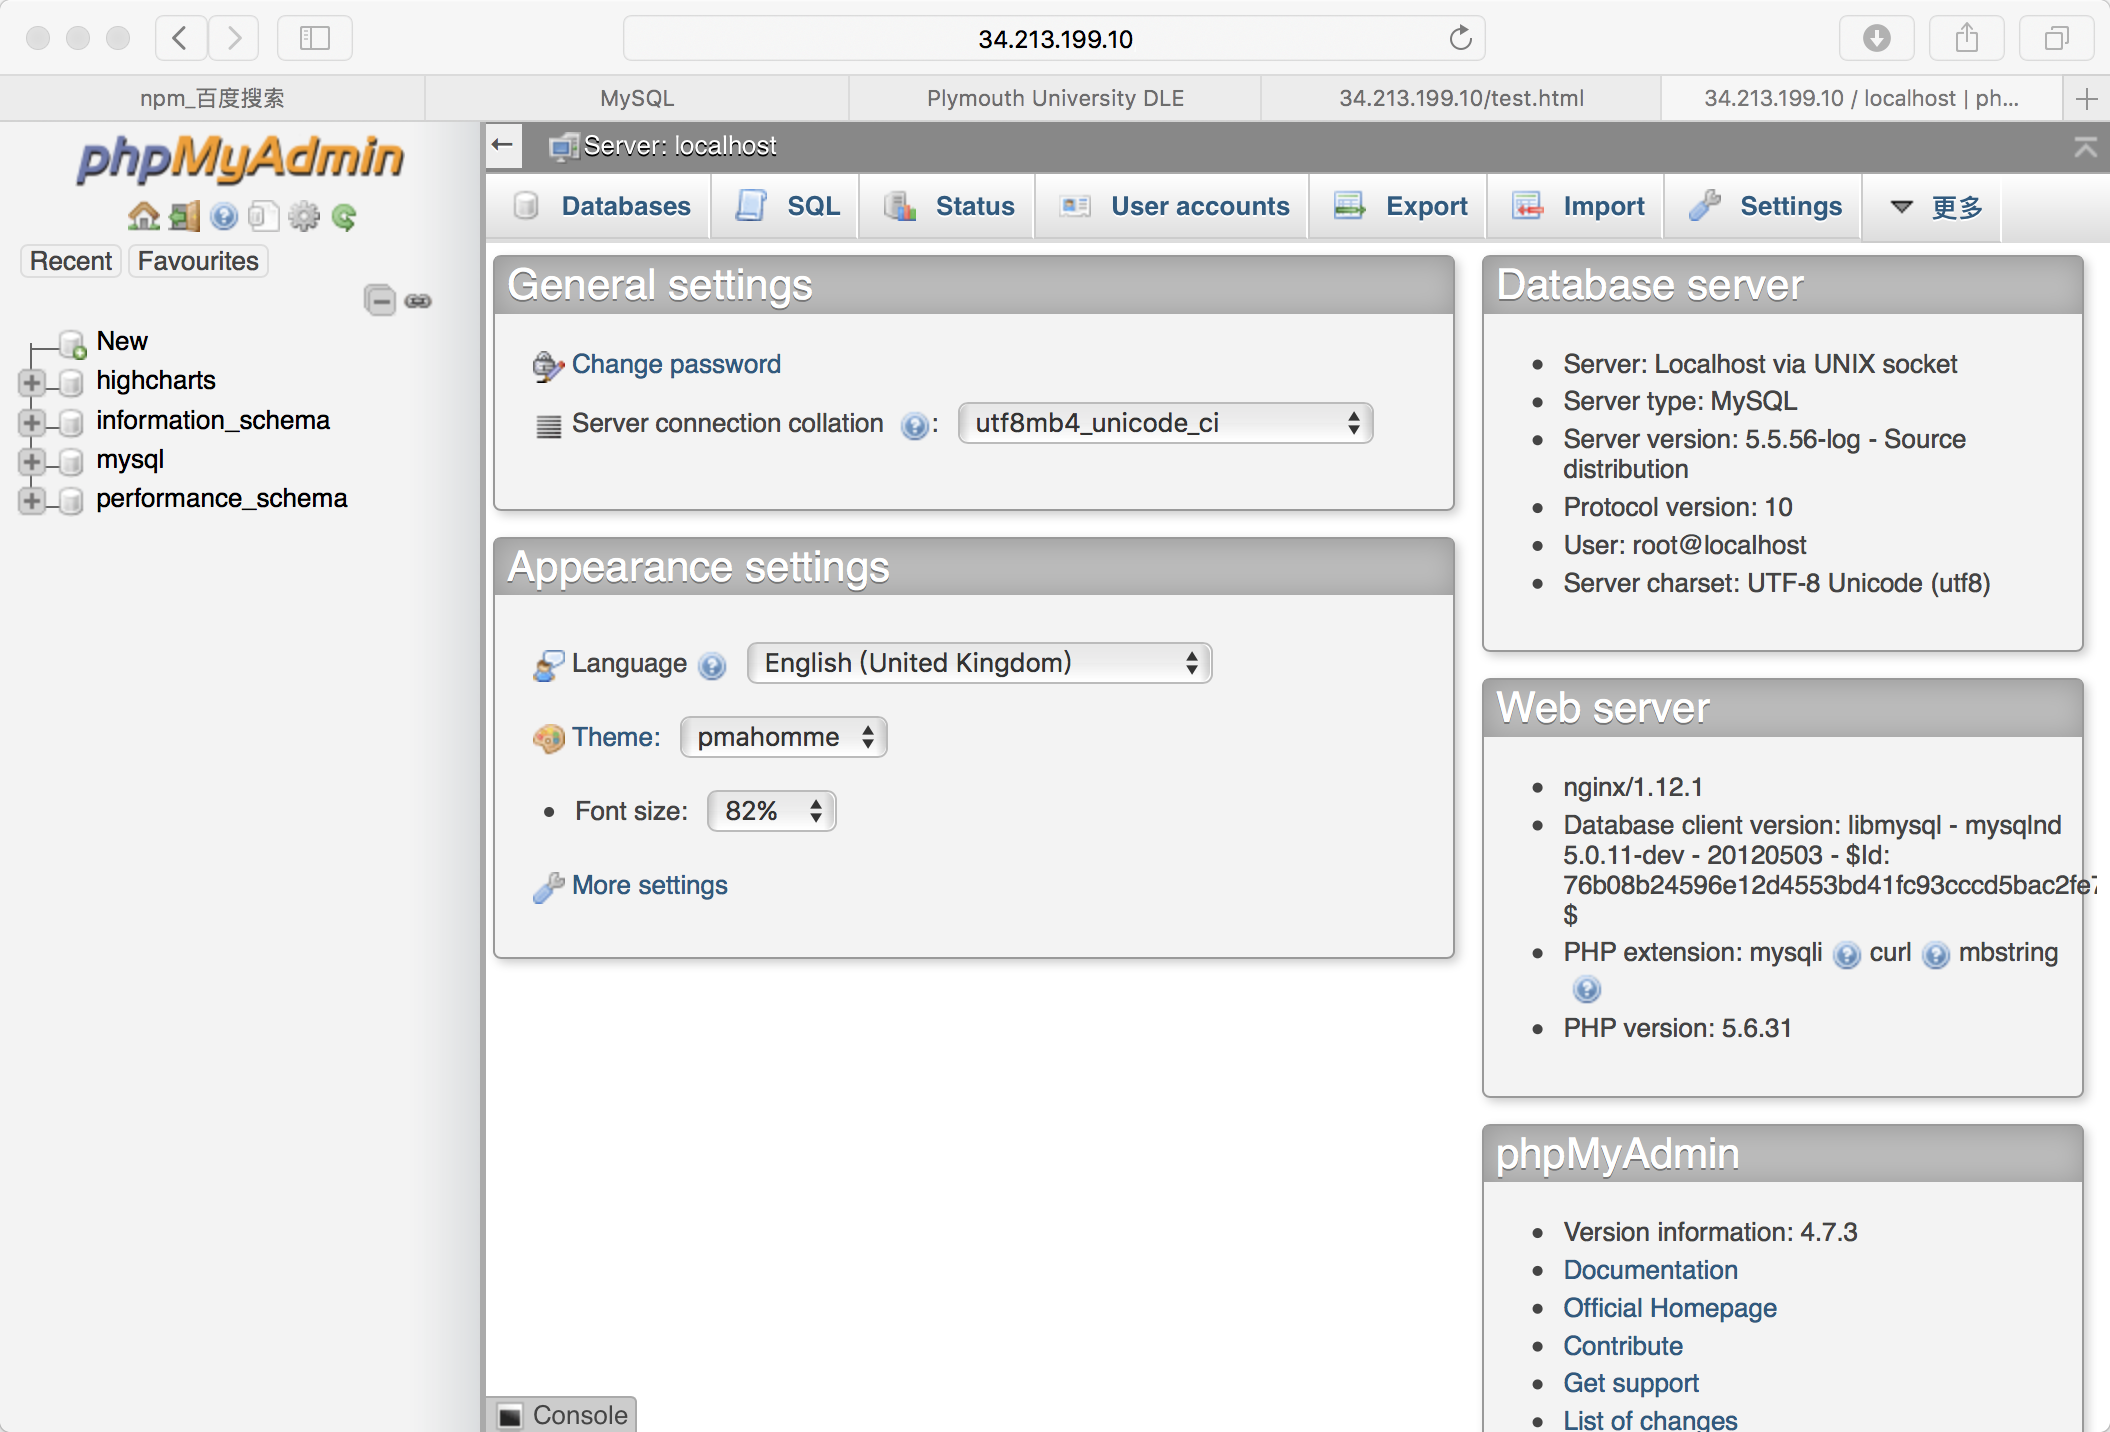 34.213.199.10
npm_百度搜索
MySQL
Plymouth University DLE
34.213.199.10/test.html
34.213.199.10 / localhost | ph...
phpMyAdmin
Recent
Favourites
New
highcharts
information_schema
mysql
performance_schema
Server: localhost
Databases
SQL
Status
User accounts
Export
Import
Settings
更多
General settings
Change password
Server connection collation
:
utf8mb4_unicode_ci
Appearance settings
Language
English (United Kingdom)
Theme:
pmahomme
Font size:
82%
More settings
Database server
Server: Localhost via UNIX socket
Server type: MySQL
Server version: 5.5.56-log - Source
distribution
Protocol version: 10
User: root@localhost
Server charset: UTF-8 Unicode (utf8)
Web server
nginx/1.12.1
Database client version: libmysql - mysqlnd
5.0.11-dev - 20120503 - $Id:
76b08b24596e12d4553bd41fc93cccd5bac2fe7
$
PHP extension: mysqli curl mbstring
PHP version: 5.6.31
phpMyAdmin
Version information: 4.7.3
Documentation
Official Homepage
Contribute
Get support
List of changes
Console